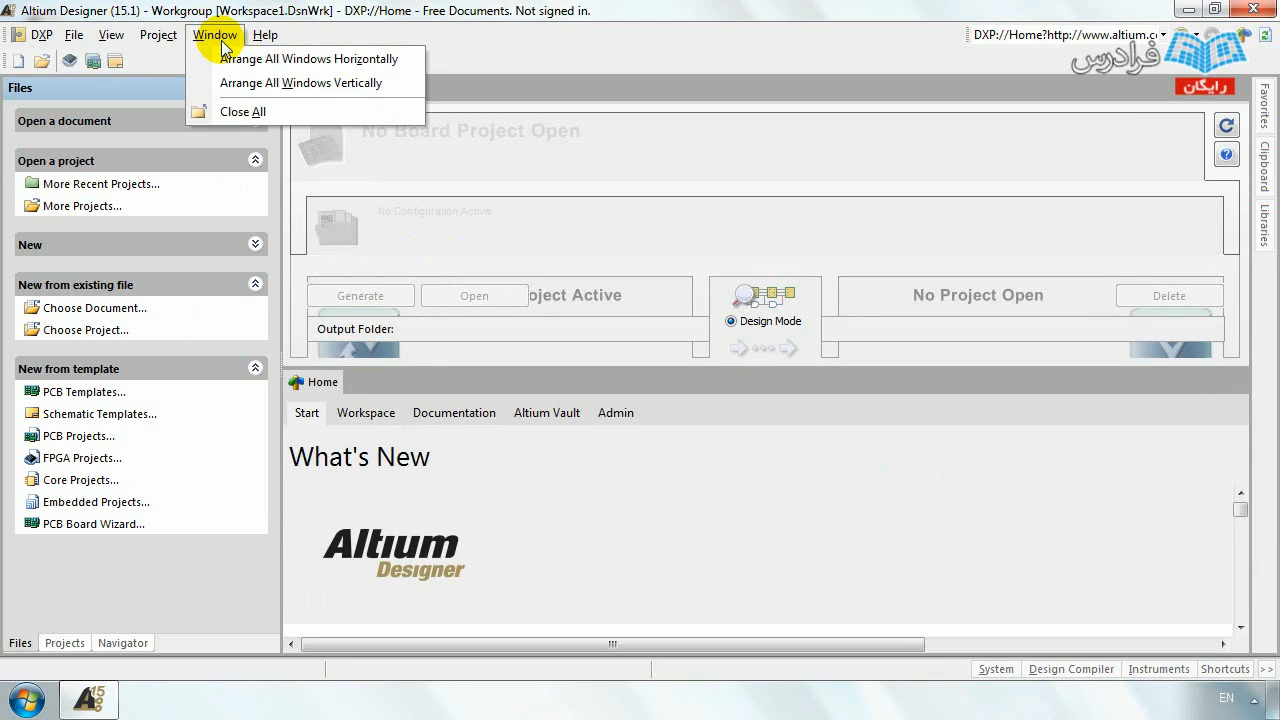 Altium Designer (15.1) - Workgroup [Workspace1.DsnWrk] - DXP://Home - Free Documents. Not signed in.
DXP File View Project Window Help
DXP://Home?http://www.altium.c
فرادرس
رایگان
Arrange All Windows Horizontally
Arrange All Windows Vertically
Close All
Files
Open a document
Open a project
More Recent Projects...
More Projects...
New
New from existing file
Choose Document...
Choose Project...
New from template
PCB Templates...
Schematic Templates...
PCB Projects...
FPGA Projects...
Core Projects...
Embedded Projects...
PCB Board Wizard...
Files Projects Navigator
No Board Project Open
No Configuration Active
Generate Open oject Active
Output Folder:
Design Mode
No Project Open Delete
Favorites
Clipboard
Libraries
Home
Start Workspace Documentation Altium Vault Admin
What's New
Altium
Designer
System Design Compiler Instruments Shortcuts >>
15
EN